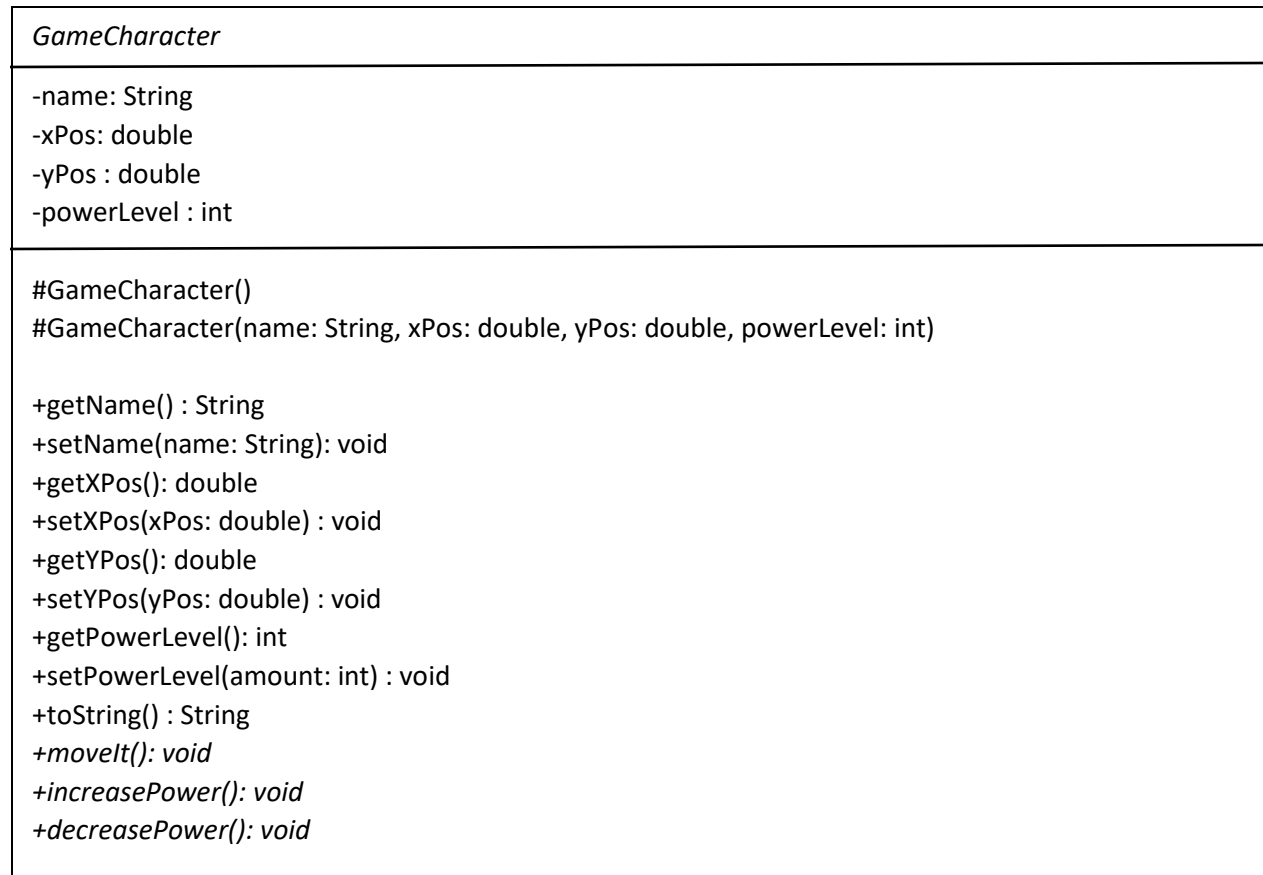 GameCharacter
-name: String
-xPos: double
-yPos : double
-powerLevel : int
#GameCharacter()
#GameCharacter(name: String, xPos: double, yPos: double, powerLevel: int)
+getName() : String
+setName(name: String): void
+getXPos(): double
+setXPos(xPos: double) : void
+getYPos(): double
+setYPos(yPos: double) : void
+getPowerLevel(): int
+setPowerLevel(amount: int) : void
+toString() : String
+moveIt(): void
+increasePower(): void
+decreasePower(): void